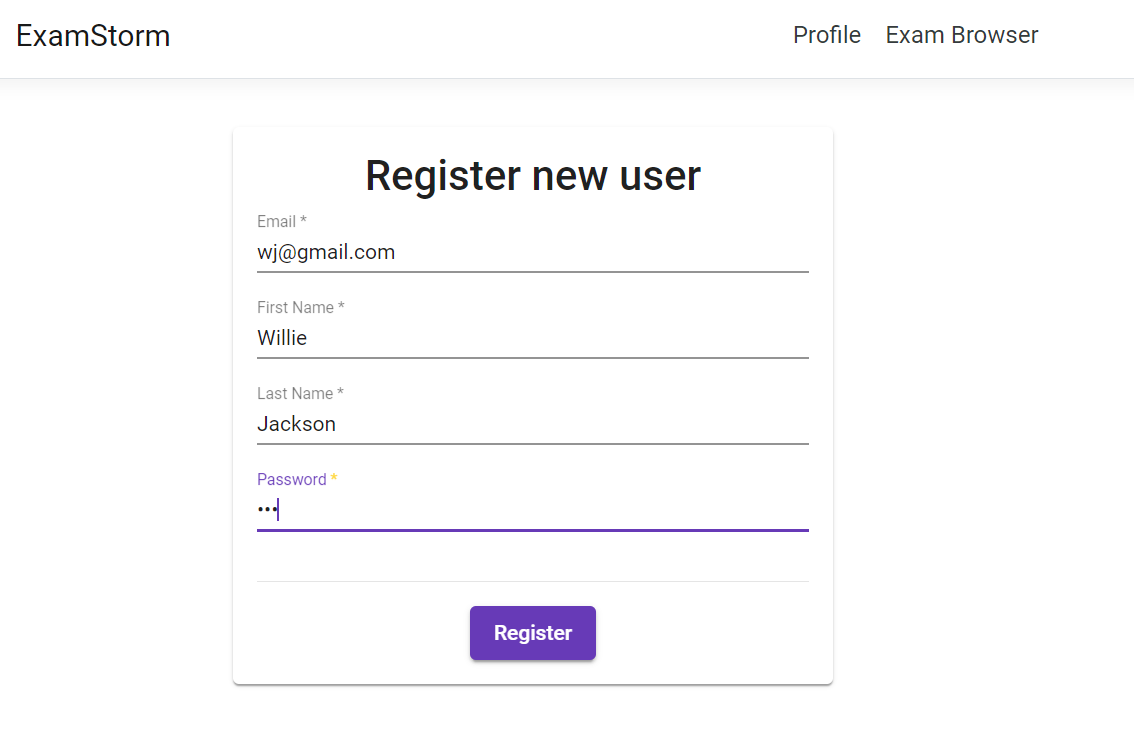 ExamStorm Profile Exam Browser
Register new user
Email *
wj@gmail.com
First Name *
Willie
Last Name *
Jackson
Password *
•••
Register